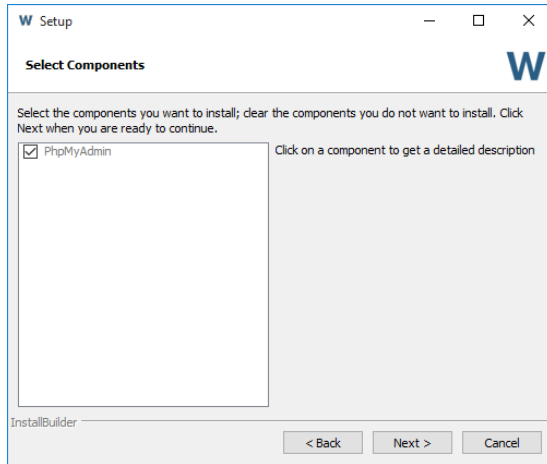 W Setup
Select Components
W
Select the components you want to install; clear the components you do not want to install. Click
Next when you are ready to continue.
PhpMyAdmin
Click on a component to get a detailed description
InstallBuilder
< Back
Next >
Cancel